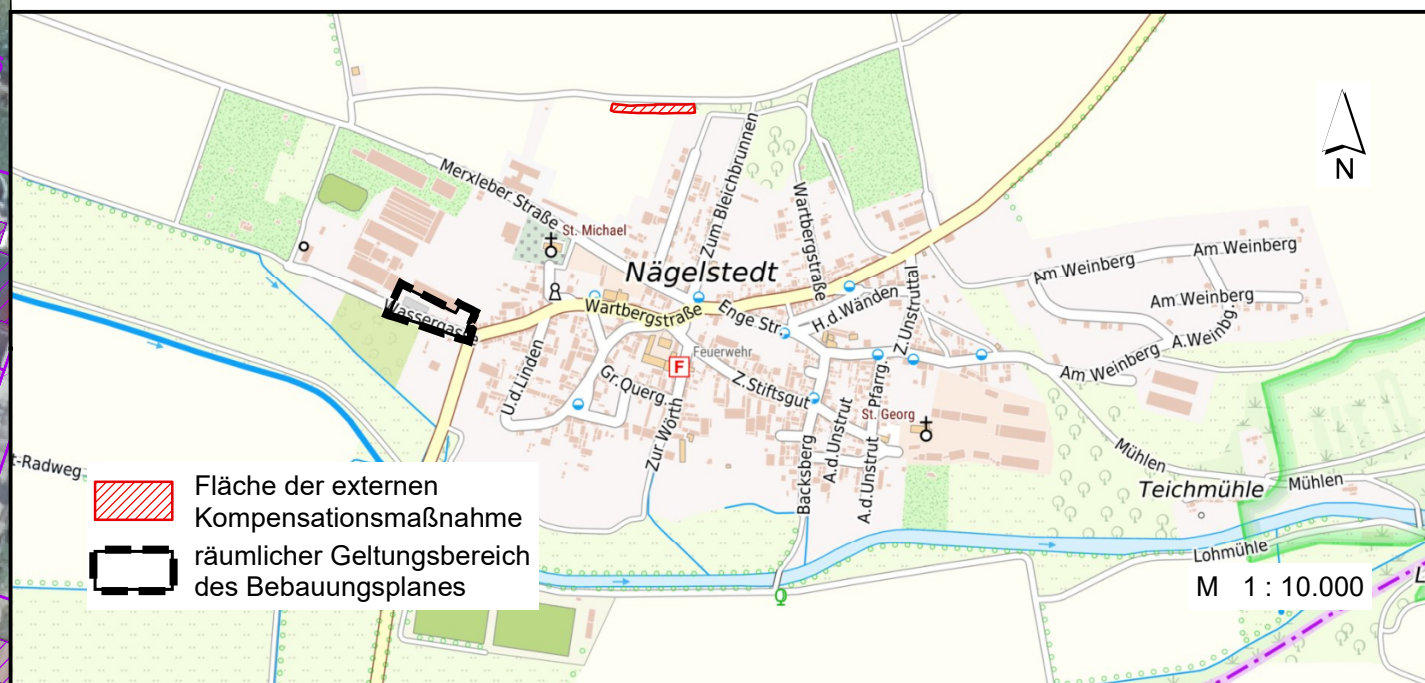 Merxleber Straße
Zum Bleichbrunnen
Wartbergstraße
N
St. Michael
Nägelstedt
Am Weinberg
Am Weinberg
Am Weinberg
A.Weinbg.
Am Weinberg
Wassergasse
Wartbergstraße
Enge Str.
H.d.Wänden
Z.Unstruttal
Feuerwehr
F
U.d.Linden
Gr.Querg.
Z.Stiftsgut
Pfarrg.
St. Georg
Zur Wörth
Backsberg
A.d.Unstrut
A.d.Unstrut
Mühlen
Teichmühle
Mühlen
Lohmühle
t-Radweg
Fläche der externen
Kompensationsmaßnahme
räumlicher Geltungsbereich
des Bebauungsplanes
M 1 : 10.000
L